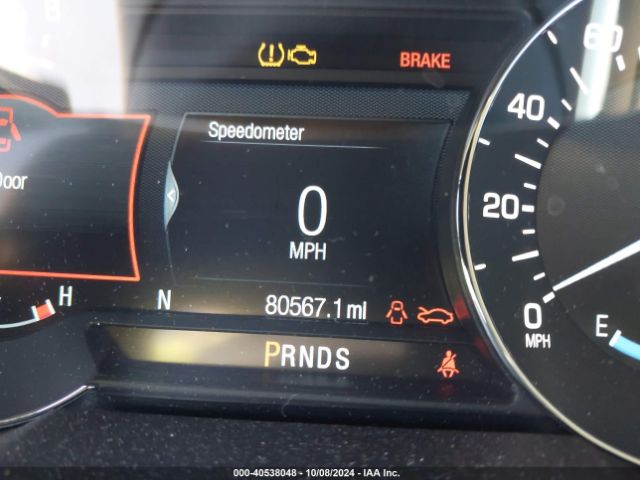 BRAKE
60
Speedometer
40
Door
0
MPH
20
H
N
80567.1 mi
0
MPH
E
PRNDS
000-40538048 - 10/08/2024 - IAA Inc.